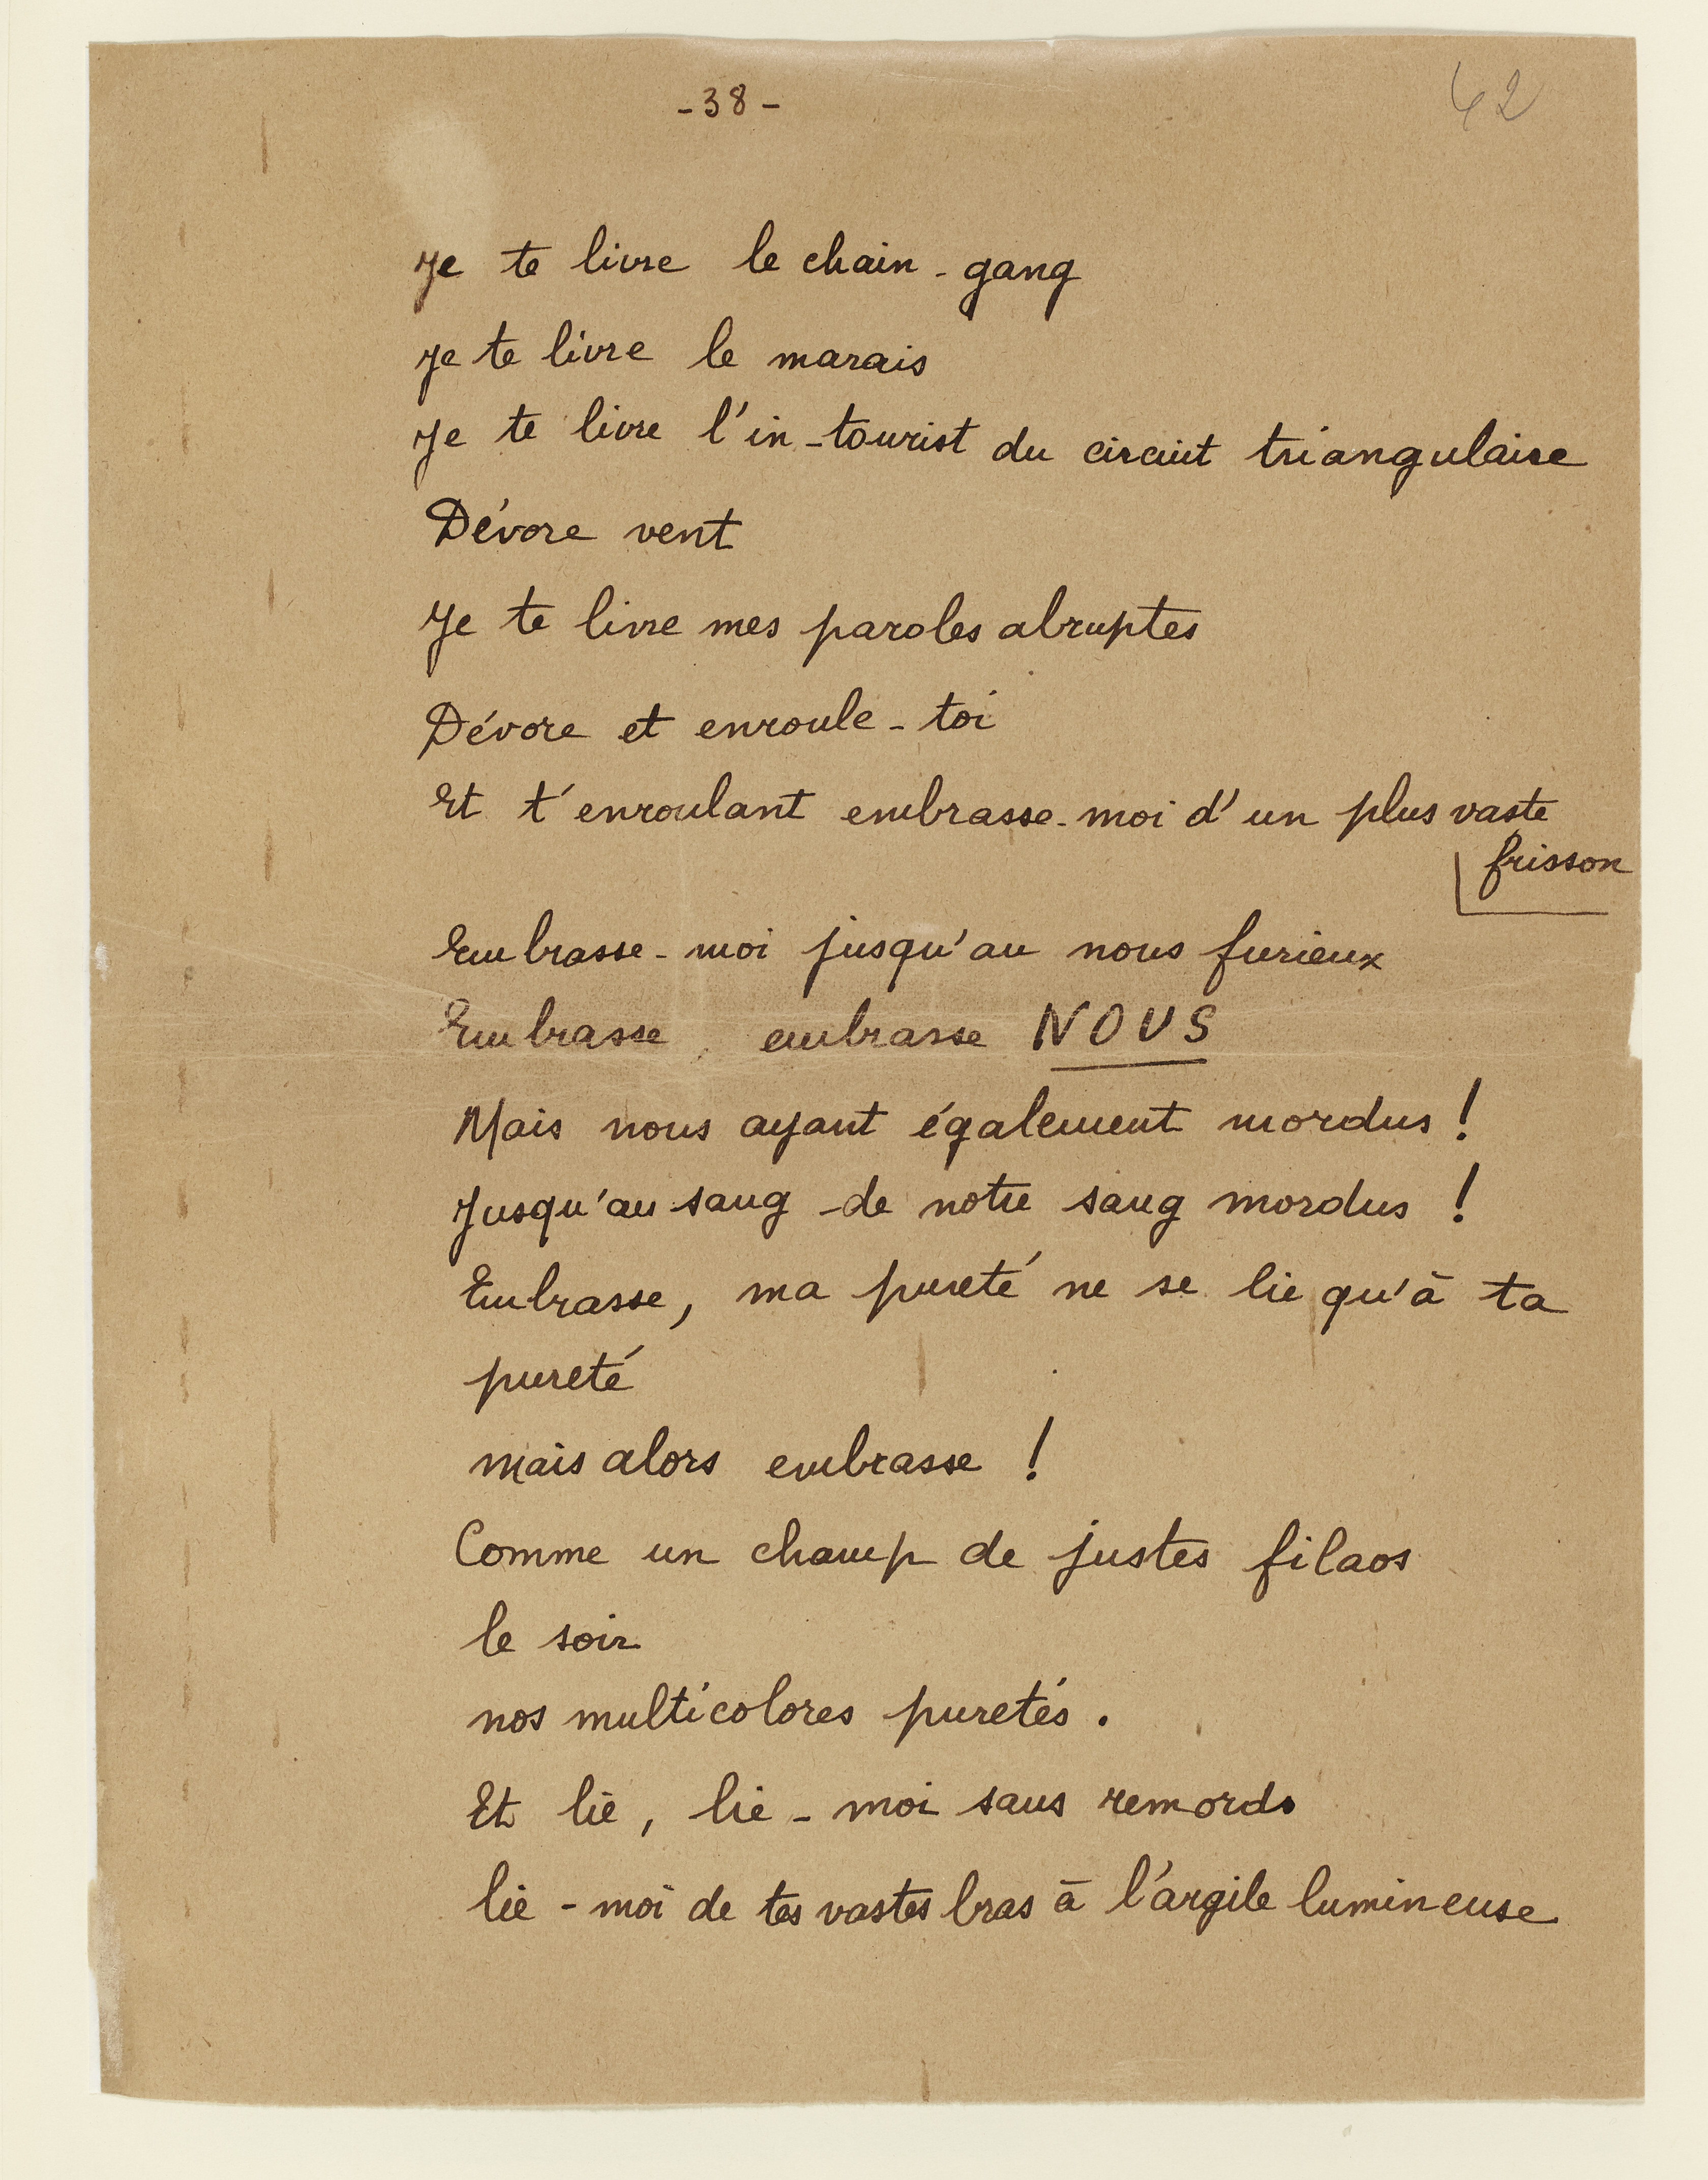 - 38 -
42
Je te livre le chain-gang
Je te livre le marais
Je te livre l'in-tourist du circuit triangulaire
Dévore vent
Je te livre mes paroles abruptes
Dévore et enroule-toi
Et t'enroulant embrasse-moi d'un plus vaste
frisson
Embrasse-moi jusqu'au nous furieux
Embrasse, embrasse NOUS
Mais nous ayant également mordus !
Jusqu'au sang de notre sang mordus !
Embrasse, ma pureté ne se lie qu'à ta
pureté
mais alors embrasse !
Comme un champ de justes filaos
le soir
nos multicolores puretés.
Et lie, lie-moi sans remords
lie-moi de tes vastes bras à l'argile lumineuse